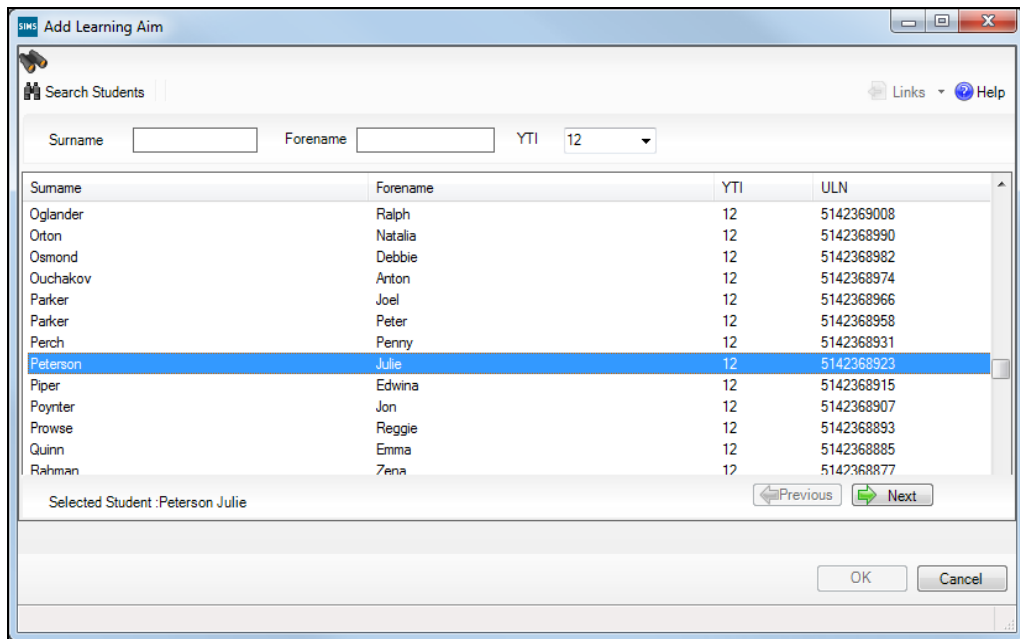 SIMS Add Learning Aim
Search Students Links Help
Surname Forename YTI 12
Surname Forename YTI ULN
Oglander Ralph 12 5142369008
Orton Natalia 12 5142368990
Osmond Debbie 12 5142368982
Ouchakov Anton 12 5142368974
Parker Joel 12 5142368966
Parker Peter 12 5142368958
Perch Penny 12 5142368931
Peterson Julie 12 5142368923
Piper Edwina 12 5142368915
Poynter Jon 12 5142368907
Prowse Reggie 12 5142368893
Quinn Emma 12 5142368885
Rahman Zena 12 5142368877
Selected Student :Peterson Julie Previous Next
OK Cancel